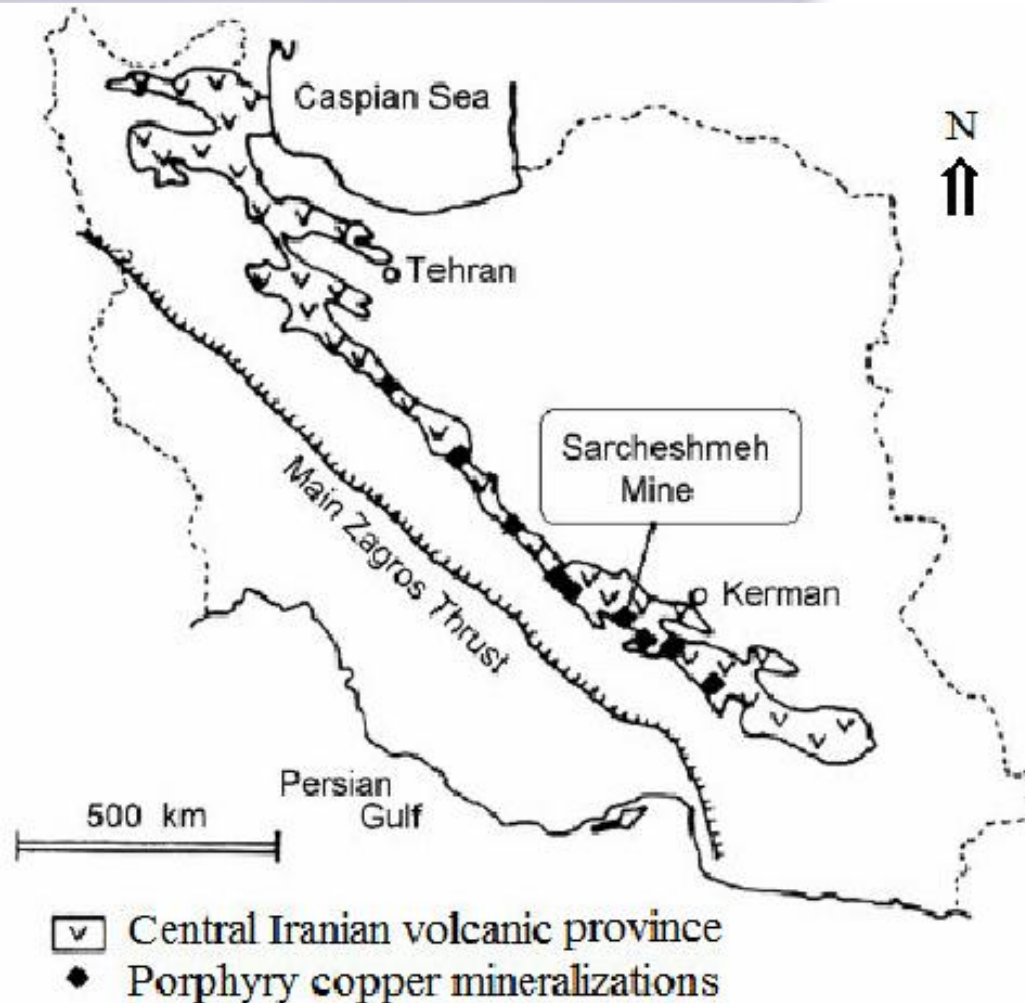 Caspian Sea
N
Tehran
Sarcheshmeh
Mine
Kerman
Main Zagros Thrust
Persian
Gulf
500 km
Central Iranian volcanic province
Porphyry copper mineralizations